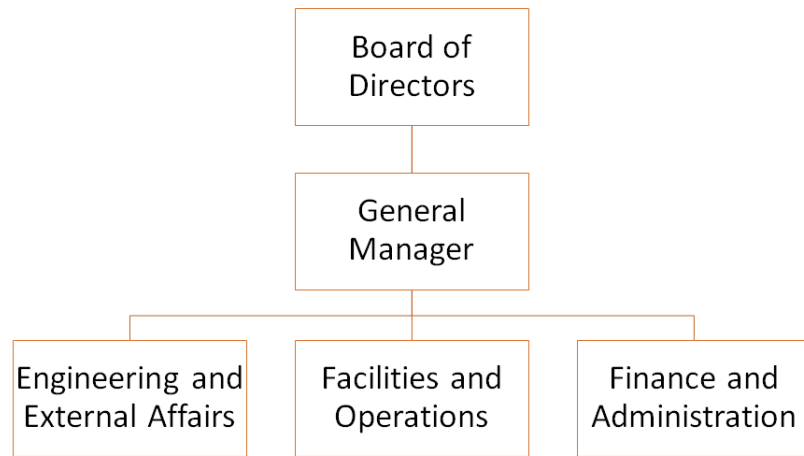 Board of
Directors
General
Manager
Engineering and
External Affairs
Facilities and
Operations
Finance and
Administration